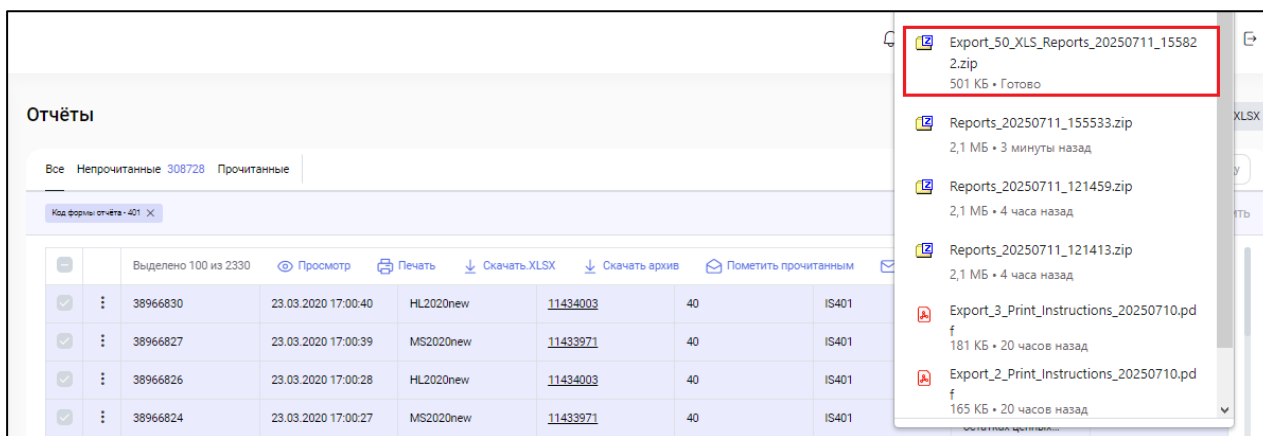 Export_50_XLS_Reports_20250711_15582
2.zip
501 КБ • Готово
Отчёты
XLSX
Reports_20250711_155533.zip
2,1 МБ • 3 минуты назад
Все Непрочитанные 308728 Прочитанные
Reports_20250711_121459.zip
2,1 МБ • 4 часа назад
Код формы отчёта - 401
Reports_20250711_121413.zip
2,1 МБ • 4 часа назад
Выделено 100 из 2330 Просмотр Печать Скачать.XLSX Скачать архив Пометить прочитанным
38966830 23.03.2020 17:00:40 HL2020new 11434003 40 IS401
Export_3_Print_Instructions_20250710.pd
f
181 КБ • 20 часов назад
38966827 23.03.2020 17:00:39 MS2020new 11433971 40 IS401
38966826 23.03.2020 17:00:28 HL2020new 11434003 40 IS401
Export_2_Print_Instructions_20250710.pd
f
165 КБ • 20 часов назад
38966824 23.03.2020 17:00:27 MS2020new 11433971 40 IS401